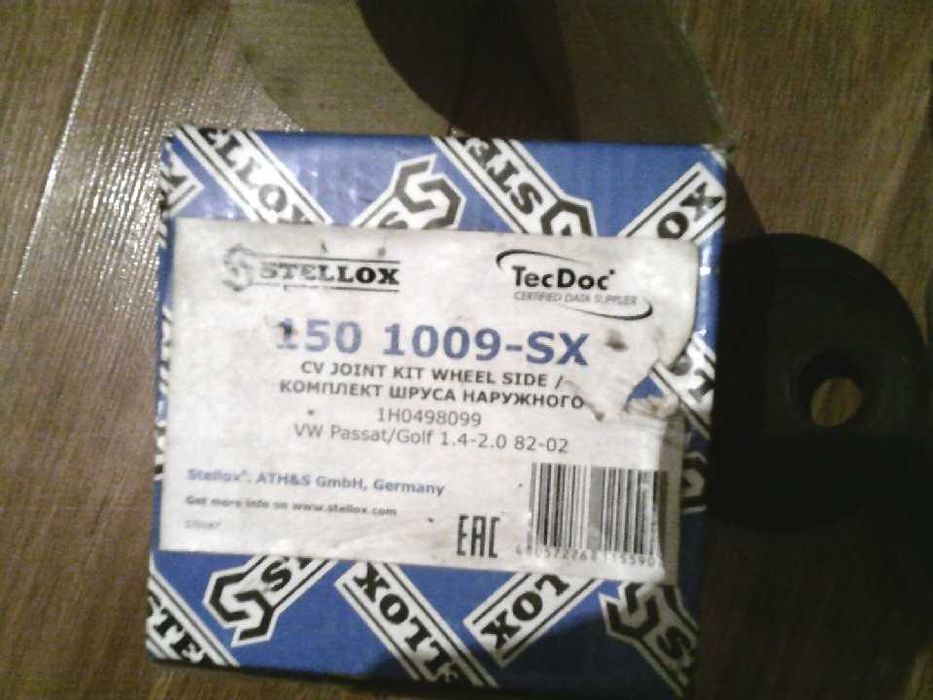 STELLOX
TecDoc®
CERTIFIED DATA SUPPLIER
150 1009-SX
CV JOINT KIT WHEEL SIDE /
КОМПЛЕКТ ШРУСА НАРУЖНОГО
1H0498099
VW Passat/Golf 1.4-2.0 82-02
Stellox®. ATH&S GmbH, Germany
Get more info on www.stellox.com
EAC